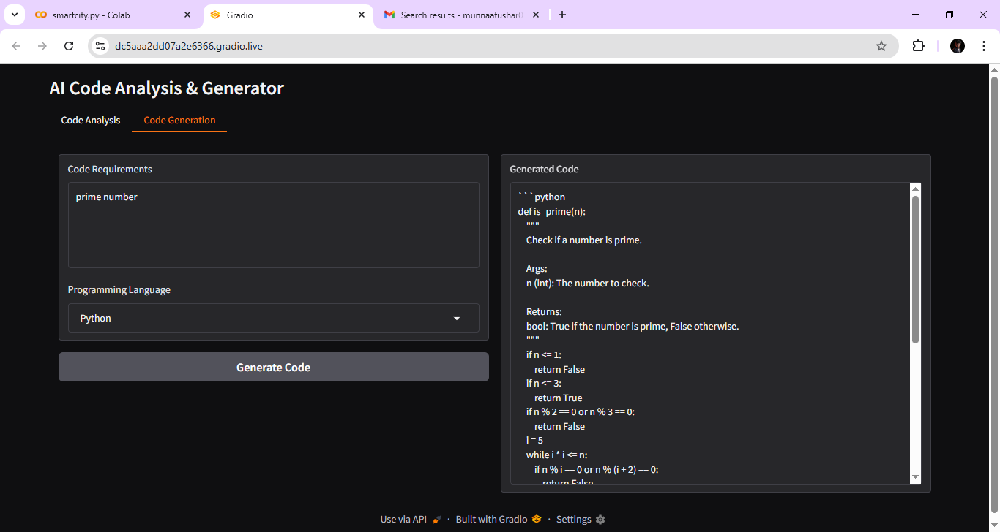 smartcity.py - Colab
Gradio
Search results - munnaatushar0
dc5aaa2dd07a2e6366.gradio.live
AI Code Analysis & Generator
Code Analysis
Code Generation
Code Requirements
prime number
Programming Language
Python
Generate Code
Generated Code
```python
def is_prime(n):
    """
    Check if a number is prime.

    Args:
    n (int): The number to check.

    Returns:
    bool: True if the number is prime, False otherwise.
    """
    if n <= 1:
        return False
    if n <= 3:
        return True
    if n % 2 == 0 or n % 3 == 0:
        return False
    i = 5
    while i * i <= n:
        if n % i == 0 or n % (i + 2) == 0:
            return False
Use via API · Built with Gradio · Settings